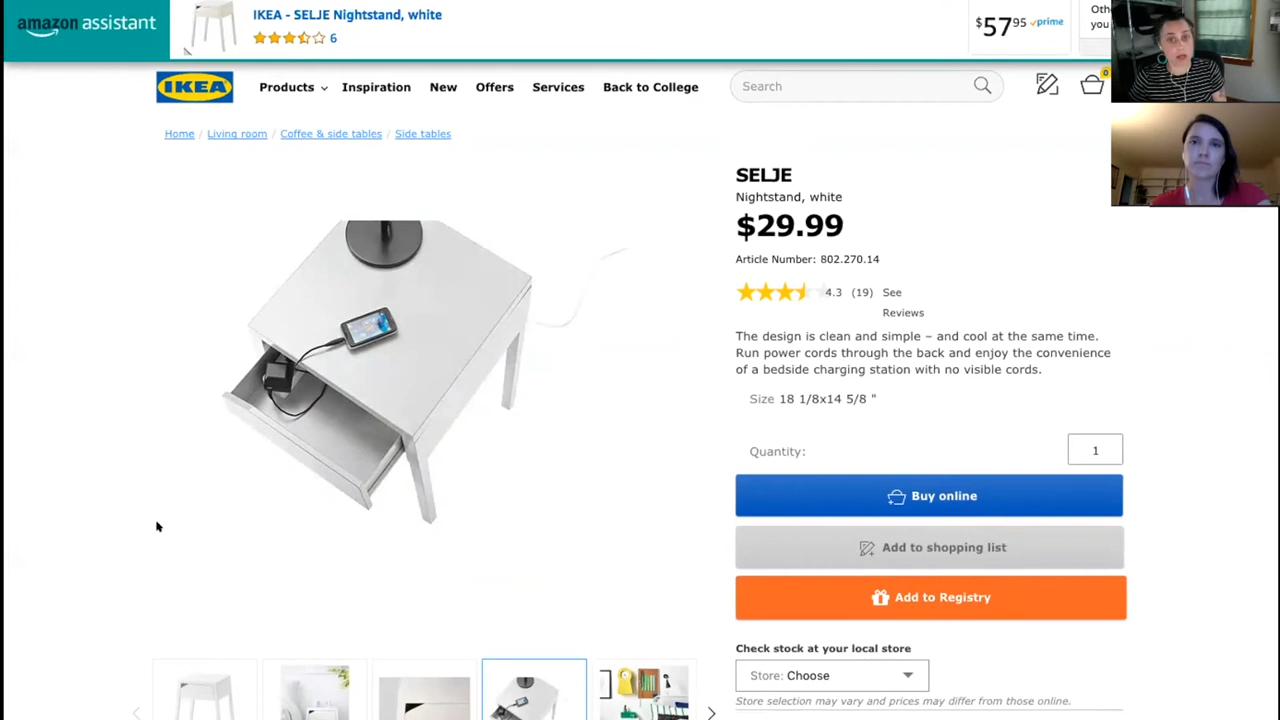 amazon assistant
IKEA - SELJE Nightstand, white
6
$57 95 prime
Othe
you
IKEA
Products
Inspiration
New
Offers
Services
Back to College
Search
0
Home / Living room / Coffee & side tables / Side tables
SELJE
Nightstand, white
$29.99
Article Number: 802.270.14
4.3 (19) See
Reviews
The design is clean and simple – and cool at the same time.
Run power cords through the back and enjoy the convenience
of a bedside charging station with no visible cords.
Size 18 1/8x14 5/8 "
Quantity:
1
Buy online
Add to shopping list
Add to Registry
Check stock at your local store
Store: Choose
Store selection may vary and prices may differ from those online.